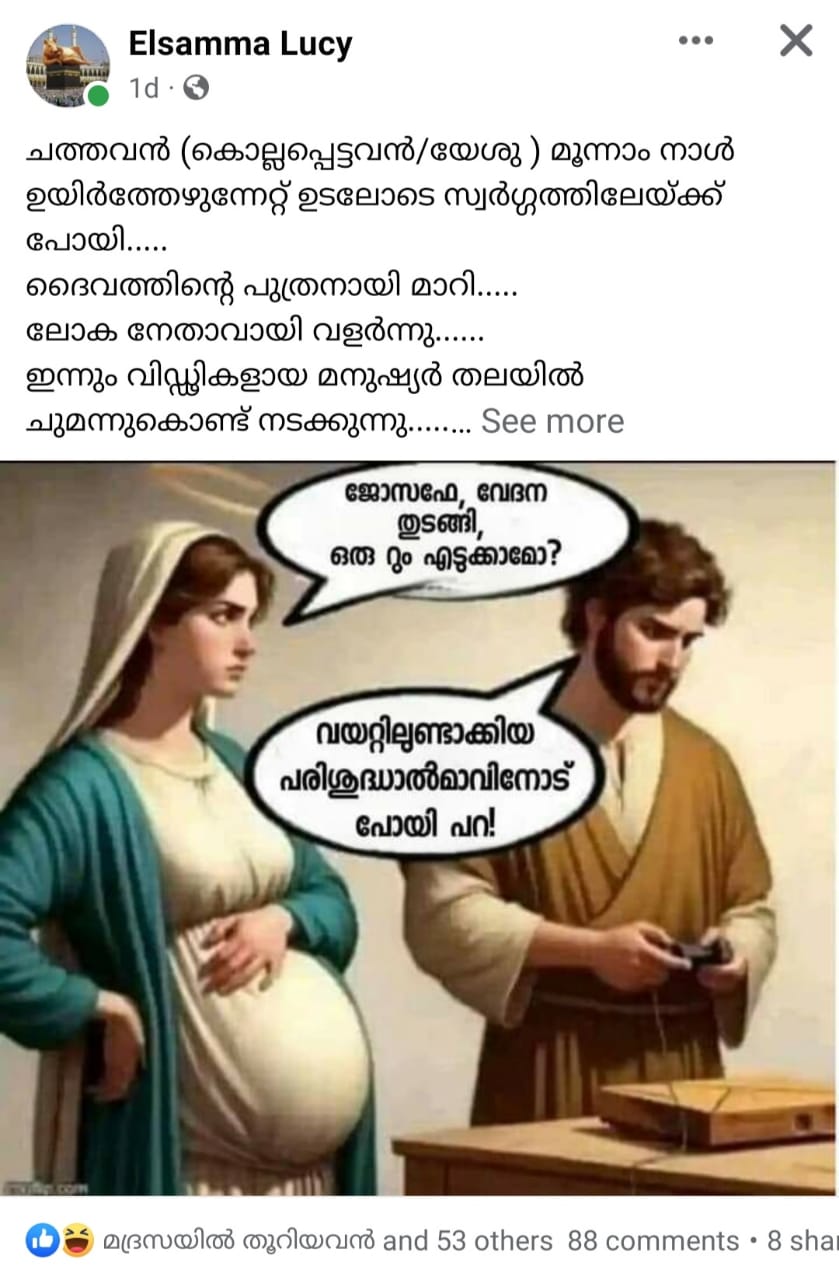 Elsamma Lucy
1d ·
ചത്തവൻ (കൊല്ലപ്പെട്ടവൻ/യേശു ) മൂന്നാം നാൾ
ഉയിർത്തേഴുന്നേറ്റ് ഉടലോടെ സ്വർഗ്ഗത്തിലേയ്ക്ക്
പോയി.....
ദൈവത്തിന്റെ പുത്രനായി മാറി.....
ലോക നേതാവായി വളർന്നു......
ഇന്നും വിഡ്ഢികളായ മനുഷ്യർ തലയിൽ
ചുമന്നുകൊണ്ട് നടക്കുന്നു........ See more
ജോസഫേ, വേദന
തുടങ്ങി,
ഒരു റൂം എടുക്കാമോ?
വയറ്റിലുണ്ടാക്കിയ
പരിശുദ്ധാൽമാവിനോട്
പോയി പറ!
മദ്രസയിൽ തൂറിയവൻ and 53 others 88 comments • 8 sha